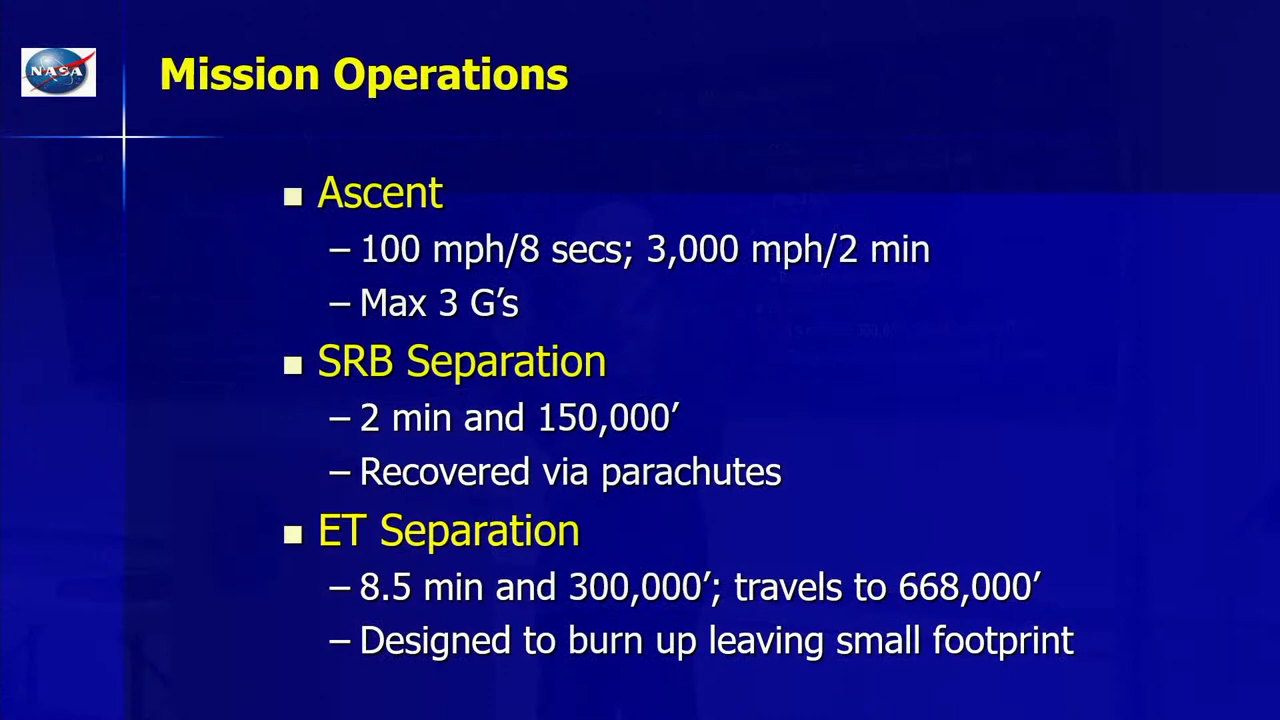 NASA
Mission Operations
■ Ascent
– 100 mph/8 secs; 3,000 mph/2 min
– Max 3 G’s
■ SRB Separation
– 2 min and 150,000’
– Recovered via parachutes
■ ET Separation
– 8.5 min and 300,000’; travels to 668,000’
– Designed to burn up leaving small footprint